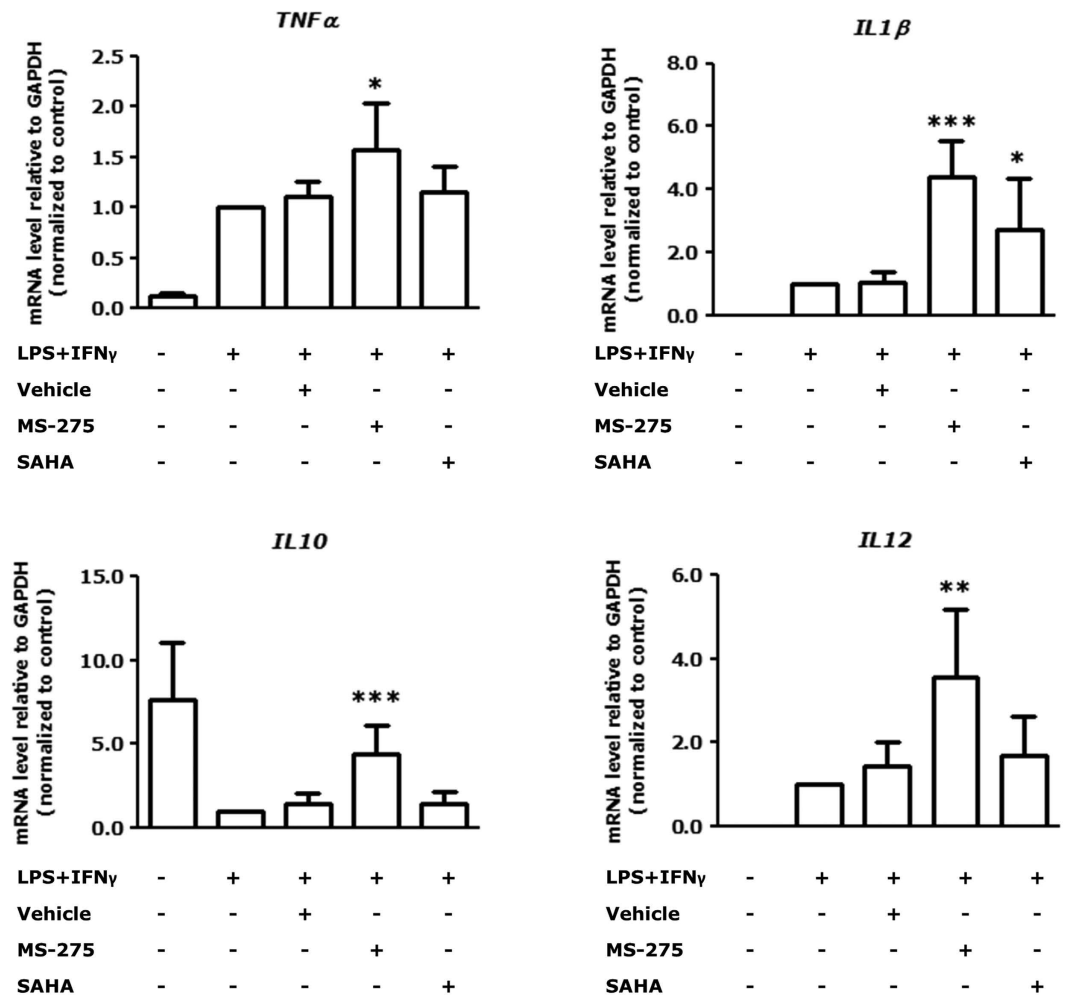 TNFα
mRNA level relative to GAPDH
(normalized to control)
2.5
2.0
1.5
1.0
0.5
0.0
*
LPS+IFNγ - + + + +
Vehicle - - + - -
MS-275 - - - + -
SAHA - - - - +
IL1β
mRNA level relative to GAPDH
(normalized to control)
8.0
6.0
4.0
2.0
0.0
***
*
LPS+IFNγ - + + + +
Vehicle - - + - -
MS-275 - - - + -
SAHA - - - - +
IL10
mRNA level relative to GAPDH
(normalized to control)
15.0
10.0
5.0
0.0
***
LPS+IFNγ - + + + +
Vehicle - - + - -
MS-275 - - - + -
SAHA - - - - +
IL12
mRNA level relative to GAPDH
(normalized to control)
6.0
4.0
2.0
0.0
**
LPS+IFNγ - + + + +
Vehicle - - + - -
MS-275 - - - + -
SAHA - - - - +